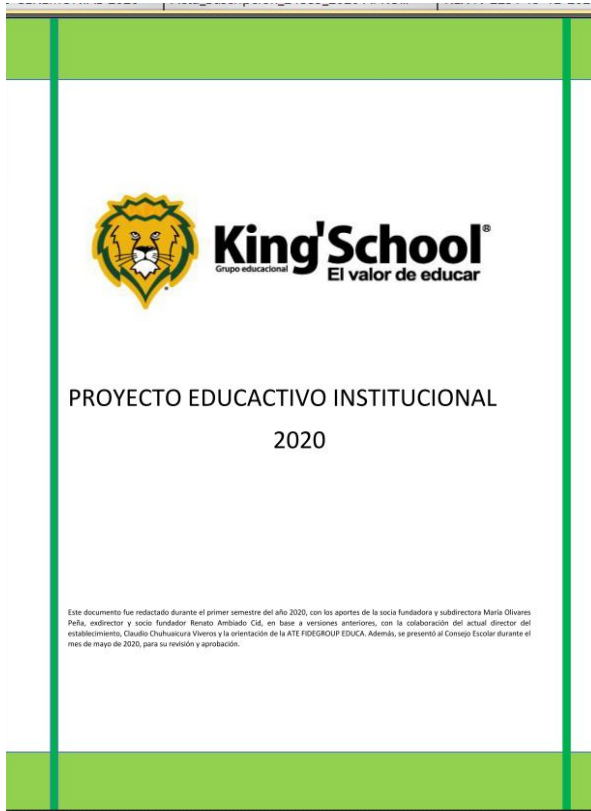 King'School®
Grupo educacional
El valor de educar
PROYECTO EDUCACTIVO INSTITUCIONAL
2020
Este documento fue redactado durante el primer semestre del año 2020, con los aportes de la socia fundadora y subdirectora María Olivares
Peña, exdirector y socio fundador Renato Ambiado Cid, en base a versiones anteriores, con la colaboración del actual director del
establecimiento, Claudio Chuhuaicura Viveros y la orientación de la ATE FIDEGROUP EDUCA. Además, se presentó al Consejo Escolar durante el
mes de mayo de 2020, para su revisión y aprobación.